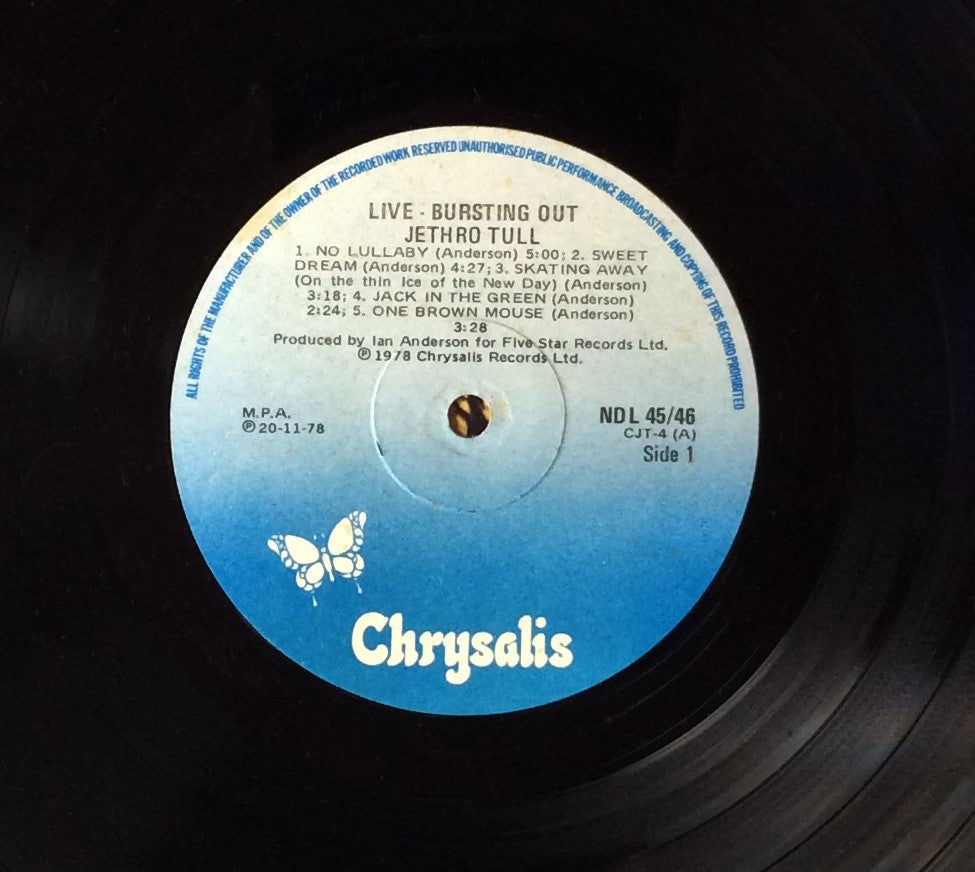 ALL RIGHTS OF THE MANUFACTURER AND OF THE OWNER OF THE RECORDED WORK RESERVED UNAUTHORISED PUBLIC PERFORMANCE BROADCASTING AND COPYING OF THIS RECORD PROHIBITED
LIVE - BURSTING OUT
JETHRO TULL
1. NO LULLABY (Anderson) 5:00; 2. SWEET
DREAM (Anderson) 4:27; 3. SKATING AWAY
(On the thin Ice of the New Day) (Anderson)
3:18; 4. JACK IN THE GREEN (Anderson)
2:24; 5. ONE BROWN MOUSE (Anderson)
3:28
Produced by Ian Anderson for Five Star Records Ltd.
℗ 1978 Chrysalis Records Ltd.
M.P.A.
℗ 20-11-78
NDL 45/46
CJT-4 (A)
Side 1
Chrysalis